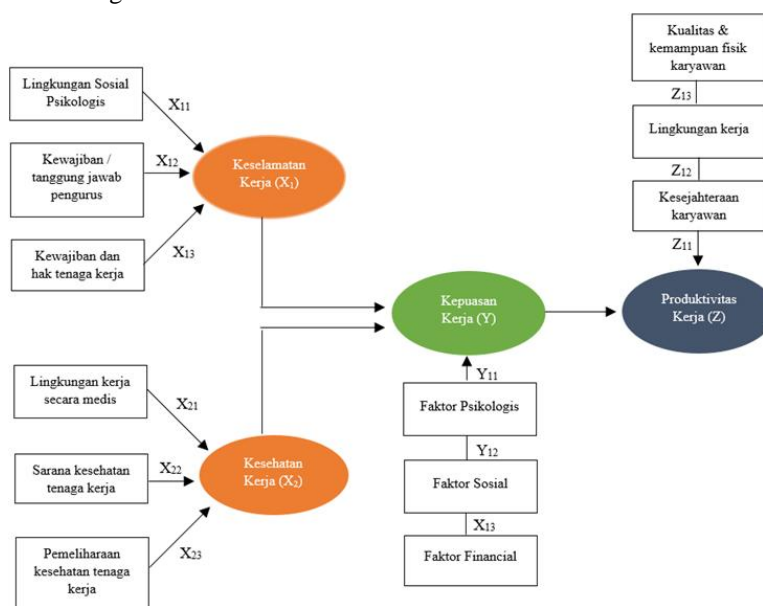 Lingkungan Sosial
Psikologis
X11
Kewajiban /
tanggung jawab
pengurus
X12
Kewajiban dan
hak tenaga kerja
X13
Keselamatan
Kerja (X1)
Lingkungan kerja
secara medis
X21
Sarana kesehatan
tenaga kerja
X22
Pemeliharaan
kesehatan tenaga
kerja
X23
Kesehatan
Kerja (X2)
Kepuasan
Kerja (Y)
Y11
Faktor Psikologis
Y12
Faktor Sosial
X13
Faktor Financial
Kualitas &
kemampuan fisik
karyawan
Z13
Lingkungan kerja
Z12
Kesejahteraan
karyawan
Z11
Produktivitas
Kerja (Z)